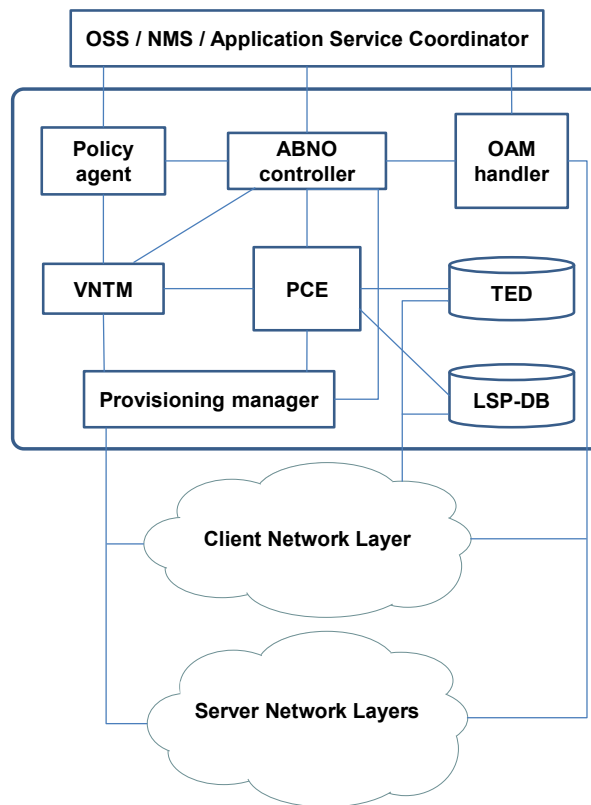 OSS / NMS / Application Service Coordinator
Policy
agent
ABNO
controller
OAM
handler
VNTM
PCE
TED
Provisioning manager
LSP-DB
Client Network Layer
Server Network Layers